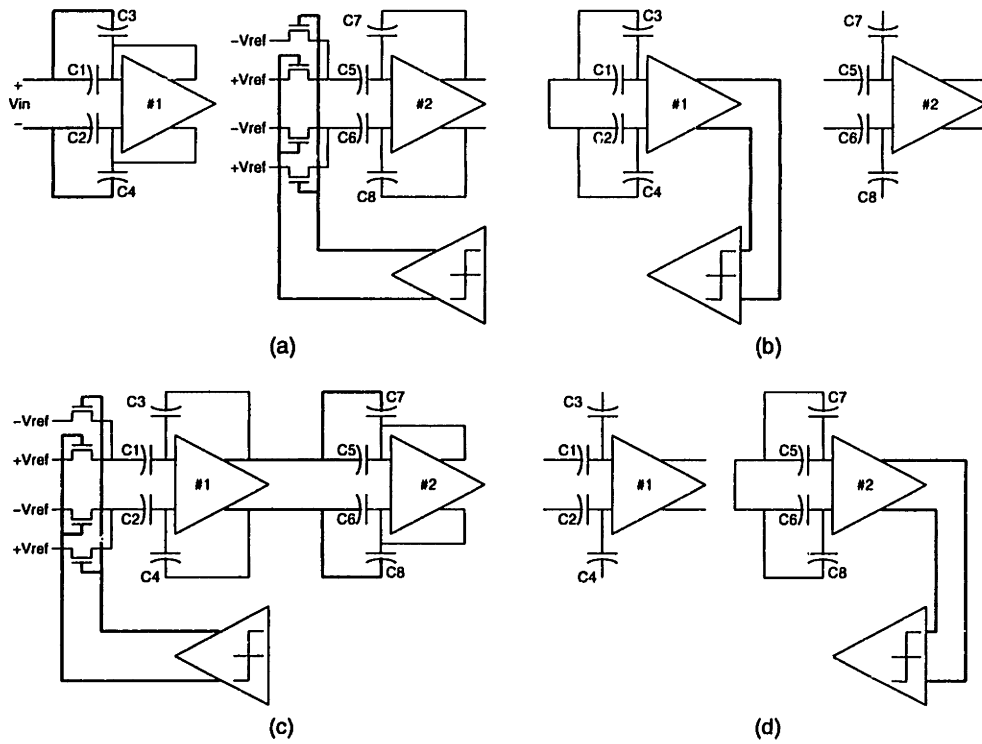 C3
+
Vin
−
C1
C2
#1
C4
−Vref
+Vref
−Vref
+Vref
C7
C5
C6
#2
C8
(a)
C3
C1
C2
#1
C4
C7
C5
C6
#2
C8
(b)
−Vref
+Vref
−Vref
+Vref
C3
C1
C2
#1
C4
C7
C5
C6
#2
C8
(c)
C3
C1
C2
#1
C4
C7
C5
C6
#2
C8
(d)